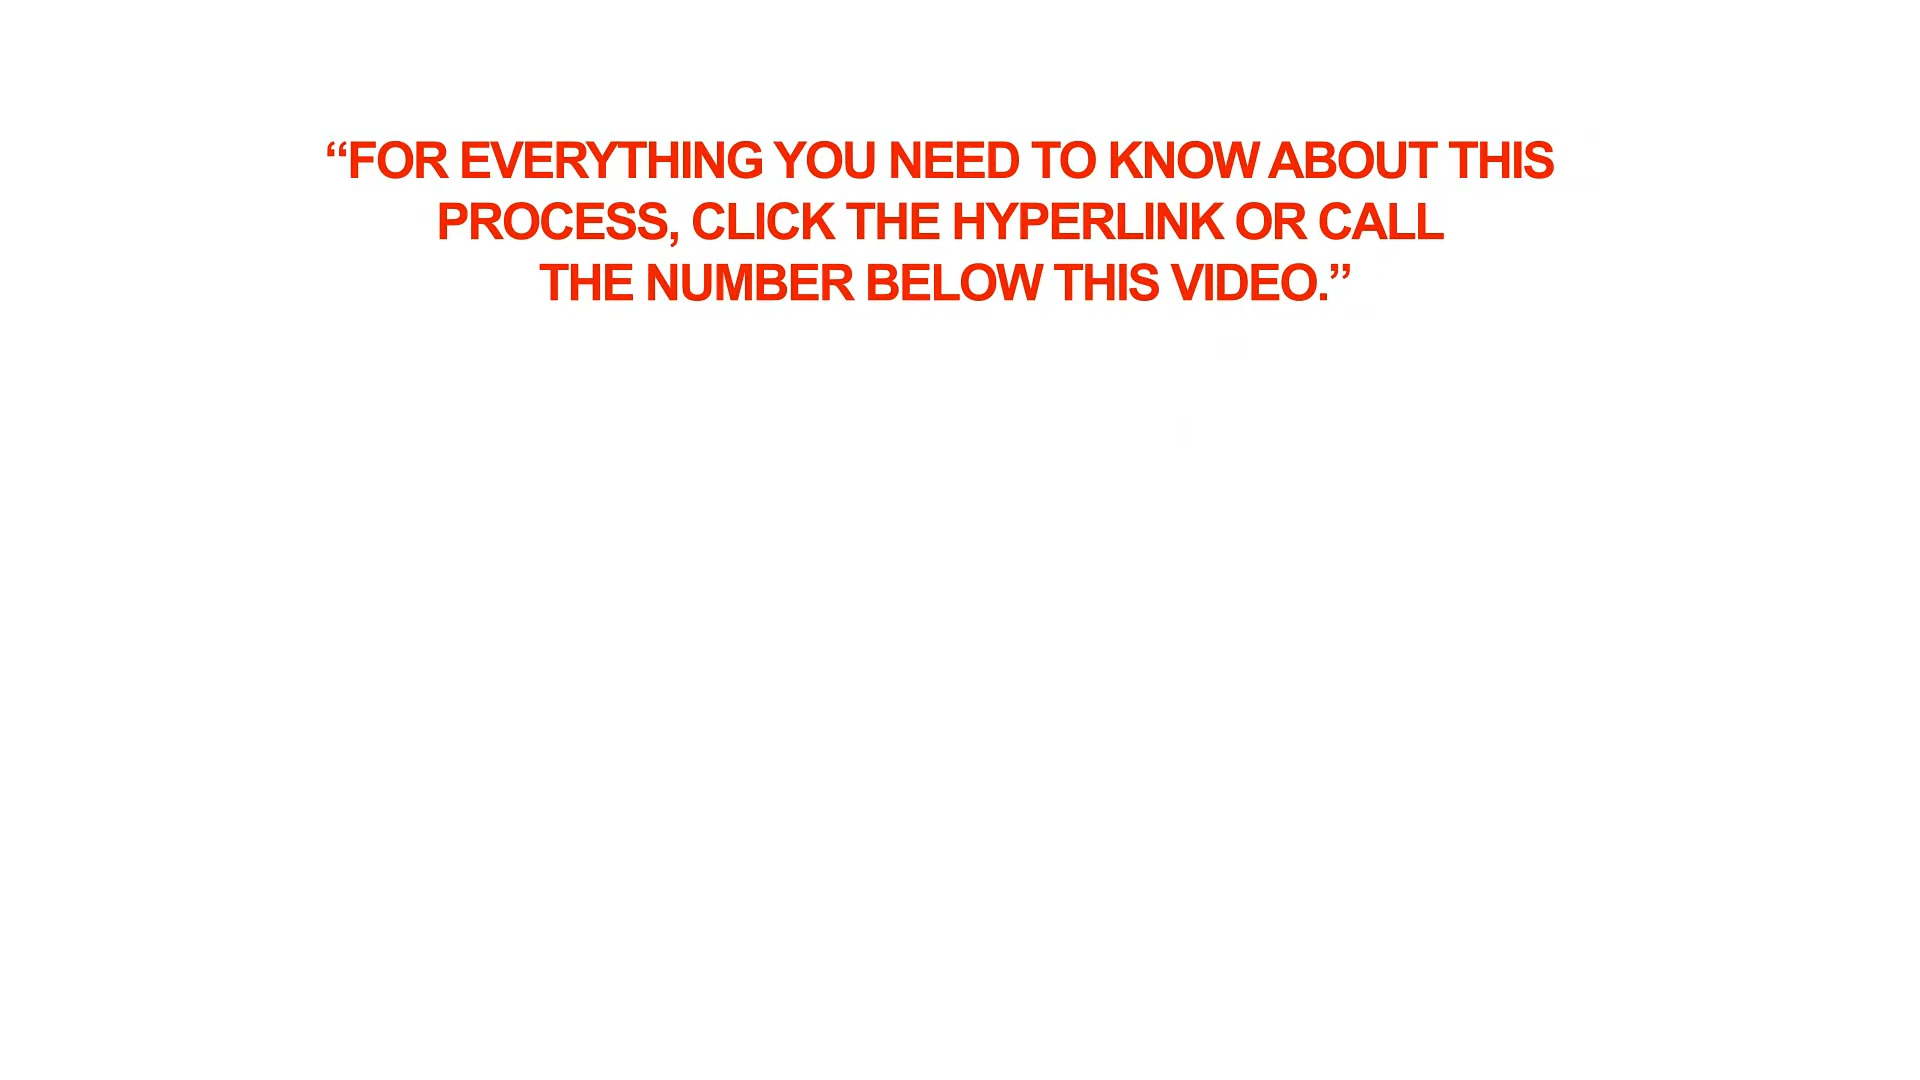 “FOR EVERYTHING YOU NEED TO KNOW ABOUT THIS
PROCESS, CLICK THE HYPERLINK OR CALL
THE NUMBER BELOW THIS VIDEO.”